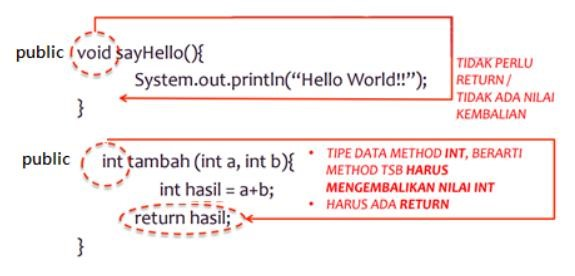 public void sayHello(){
System.out.println(“Hello World!!”);
}
TIDAK PERLU
RETURN /
TIDAK ADA NILAI
KEMBALIAN
public int tambah (int a, int b){
int hasil = a+b;
return hasil;
}
• TIPE DATA METHOD INT, BERARTI
METHOD TSB HARUS
MENGEMBALIKAN NILAI INT
• HARUS ADA RETURN